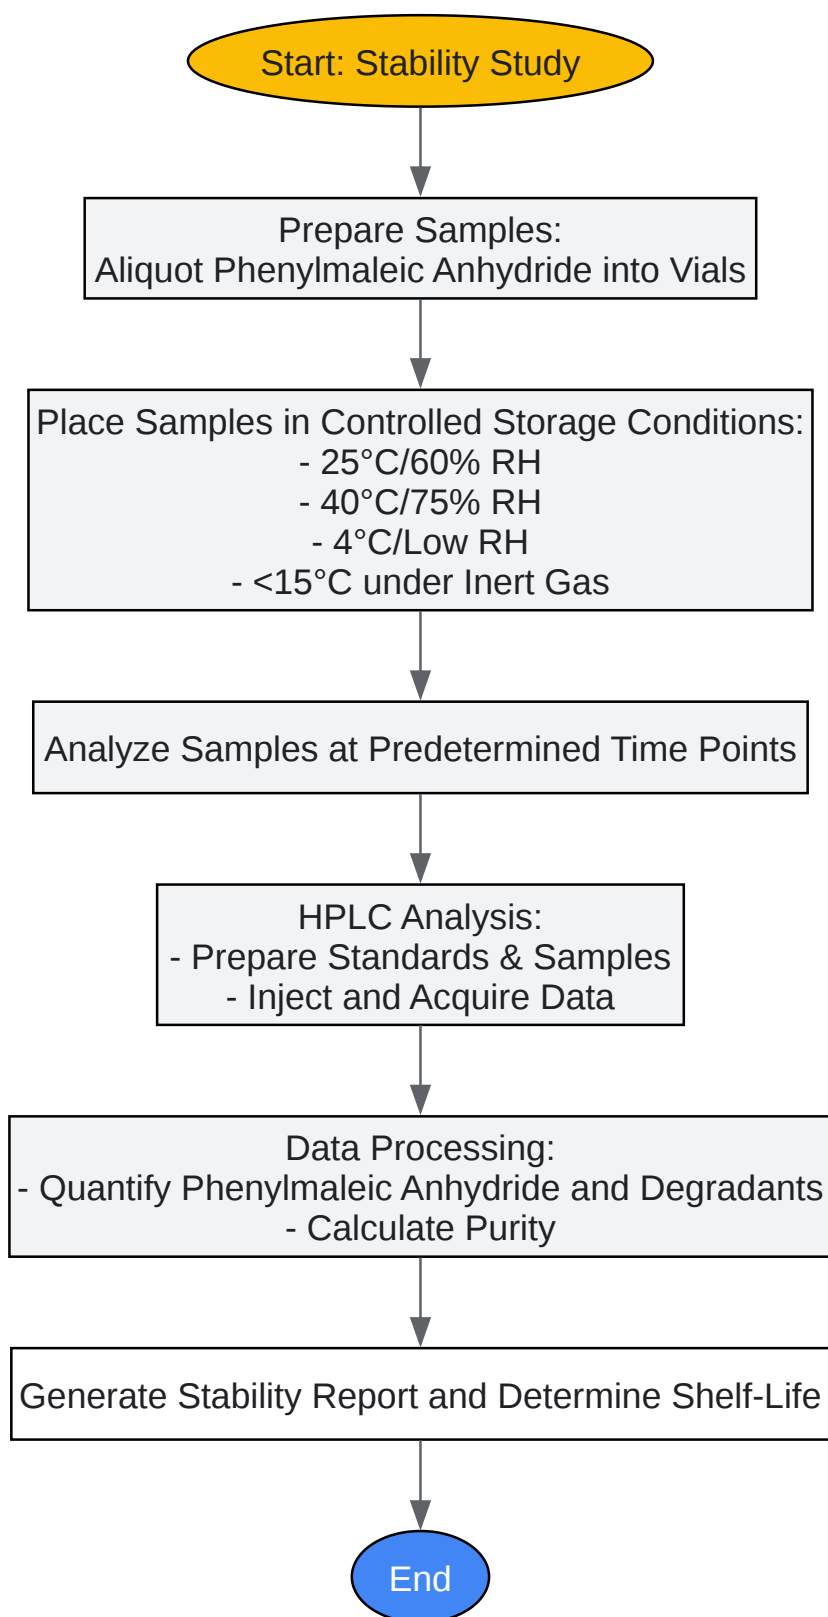 Start: Stability Study
Prepare Samples:
Aliquot Phenylmaleic Anhydride into Vials
Place Samples in Controlled Storage Conditions:
- 25°C/60% RH
- 40°C/75% RH
- 4°C/Low RH
- <15°C under Inert Gas
Analyze Samples at Predetermined Time Points
HPLC Analysis:
- Prepare Standards & Samples
- Inject and Acquire Data
Data Processing:
- Quantify Phenylmaleic Anhydride and Degradants
- Calculate Purity
Generate Stability Report and Determine Shelf-Life
End